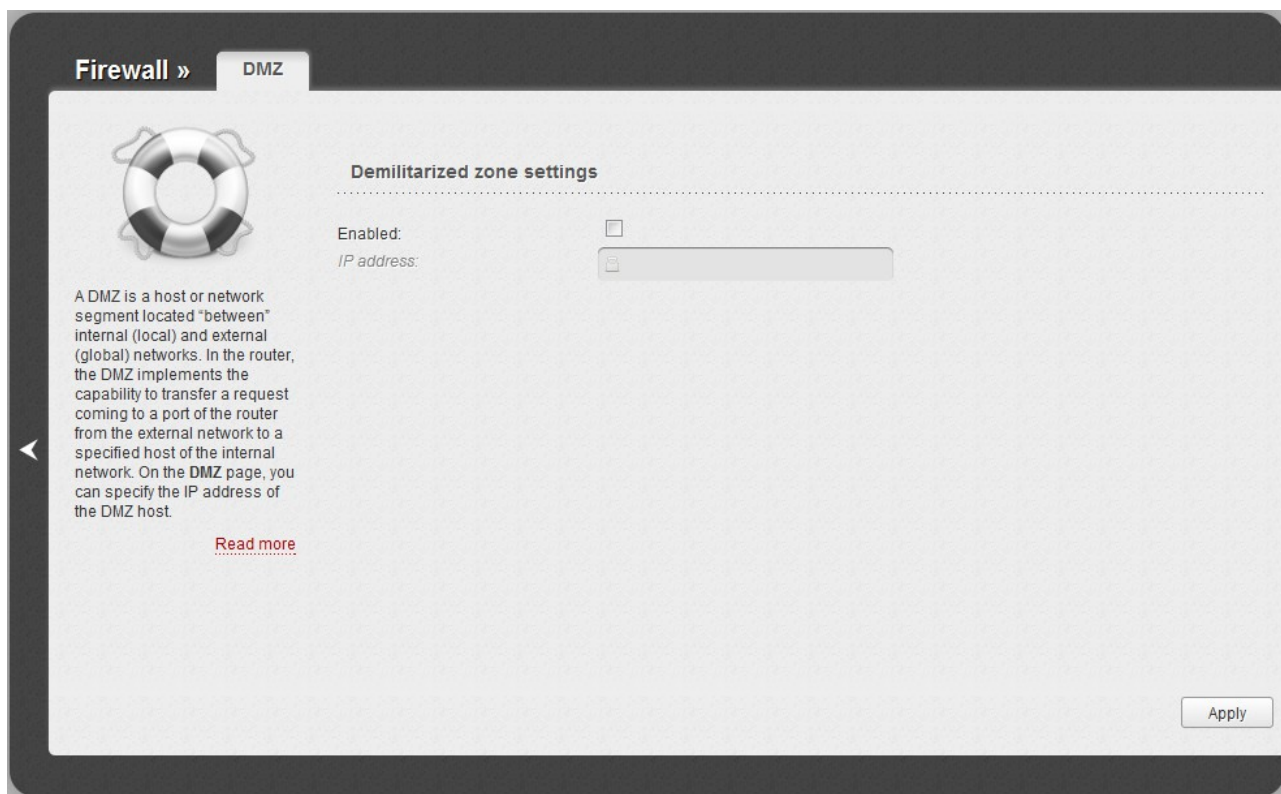 Firewall »
DMZ
Demilitarized zone settings
Enabled:
IP address:
A DMZ is a host or network
segment located “between”
internal (local) and external
(global) networks. In the router,
the DMZ implements the
capability to transfer a request
coming to a port of the router
from the external network to a
specified host of the internal
network. On the DMZ page, you
can specify the IP address of
the DMZ host.
Read more
Apply